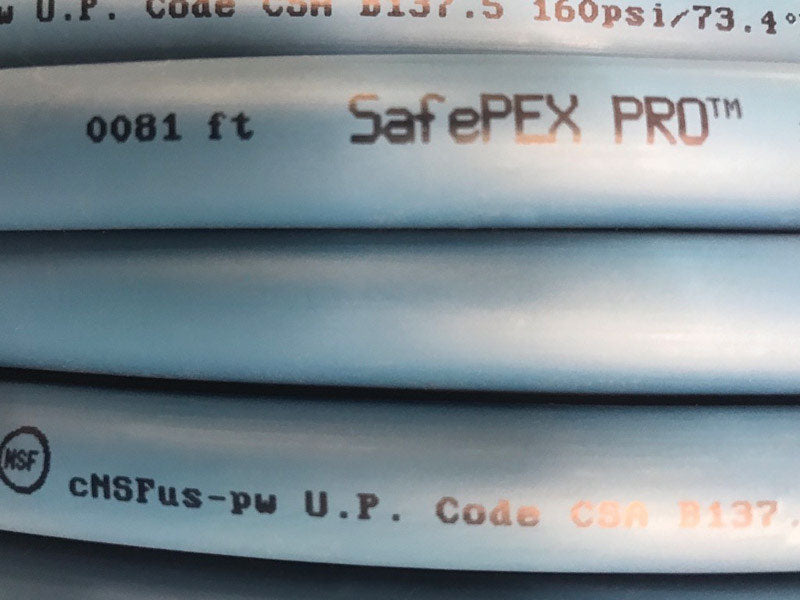 U.P. Code CSA B137.5 160psi/73.4°
0081 ft SafePEX PRO™
NSF cNSFus-pw U.P. Code CSA B137.